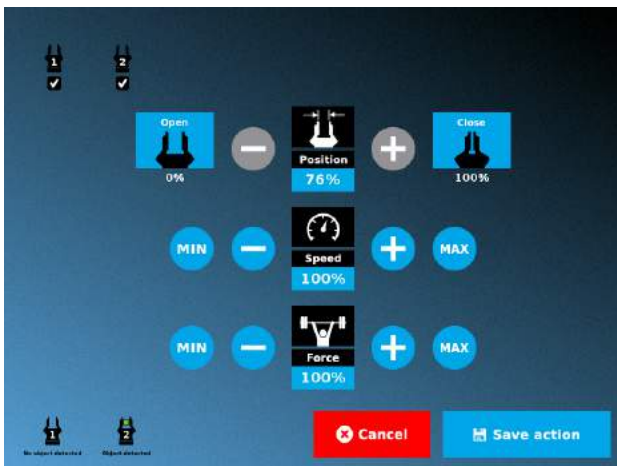 1 2
Open Close
Position
0% 76% 100%
MIN MAX
Speed
100%
MIN MAX
Force
100%
1 2
No object detected Object detected
Cancel Save action